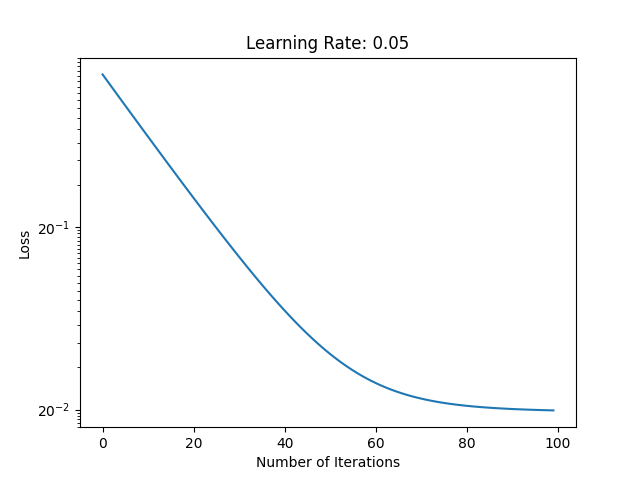 Learning Rate: 0.05
Loss
20⁻¹
20⁻²
0 20 40 60 80 100
Number of Iterations